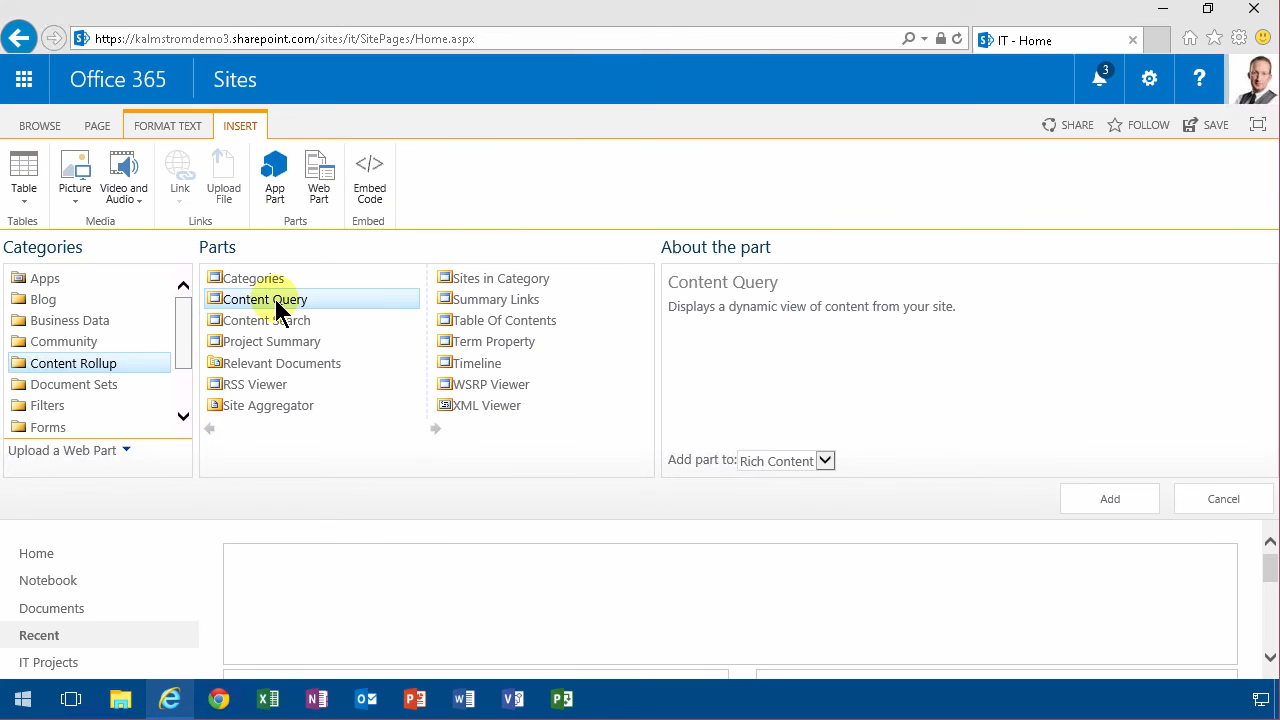 https://kalmstromdemo3.sharepoint.com/sites/it/SitePages/Home.aspx
IT - Home
Office 365
Sites
3
?
BROWSE
PAGE
FORMAT TEXT
INSERT
SHARE
FOLLOW
SAVE
Table
Picture
Video and Audio
Link
Upload File
App Part
Web Part
Embed Code
Tables
Media
Links
Parts
Embed
Categories
Apps
Blog
Business Data
Community
Content Rollup
Document Sets
Filters
Forms
Upload a Web Part
Parts
Categories
Content Query
Content Search
Project Summary
Relevant Documents
RSS Viewer
Site Aggregator
Sites in Category
Summary Links
Table Of Contents
Term Property
Timeline
WSRP Viewer
XML Viewer
About the part
Content Query
Displays a dynamic view of content from your site.
Add part to: Rich Content
Add
Cancel
Home
Notebook
Documents
Recent
IT Projects